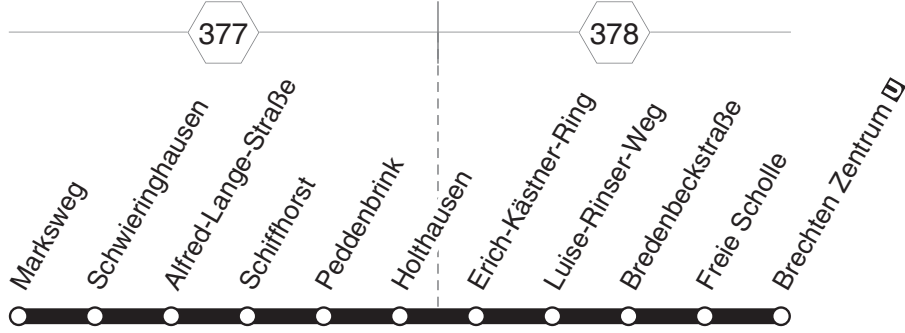 377
378
Marksweg
Schwieringhausen
Alfred-Lange-Straße
Schiffhorst
Peddenbrink
Holthausen
Erich-Kästner-Ring
Luise-Rinser-Weg
Bredenbeckstraße
Freie Scholle
Brechten Zentrum U